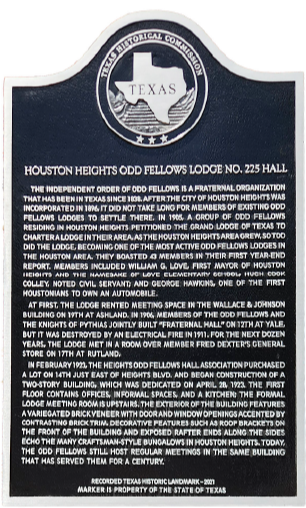 TEXAS HISTORICAL COMMISSION
TEXAS
HOUSTON HEIGHTS ODD FELLOWS LODGE NO. 225 HALL
THE INDEPENDENT ORDER OF ODD FELLOWS IS A FRATERNAL ORGANIZATION
THAT HAS BEEN IN TEXAS SINCE 1838. AFTER THE CITY OF HOUSTON HEIGHTS WAS
INCORPORATED IN 1896, IT DID NOT TAKE LONG FOR MEMBERS OF EXISTING ODD
FELLOWS LODGES TO SETTLE THERE. IN 1905, A GROUP OF ODD FELLOWS
RESIDING IN HOUSTON HEIGHTS PETITIONED THE GRAND LODGE OF TEXAS TO
CHARTER A LODGE IN THEIR AREA. AS THE HOUSTON HEIGHTS AREA GREW, SO TOO
DID THE LODGE, BECOMING ONE OF THE MOST ACTIVE ODD FELLOWS LODGES IN
THE HOUSTON AREA. THEY BOASTED 43 MEMBERS IN THEIR FIRST YEAR-END
REPORT. MEMBERS INCLUDED WILLIAM G. LOVE, FIRST MAYOR OF HOUSTON
HEIGHTS AND THE NAMESAKE OF LOVE ELEMENTARY SCHOOL; HUGH COOK
COLLEY, NOTED CIVIL SERVANT; AND GEORGE HAWKINS, ONE OF THE FIRST
HOUSTONIANS TO OWN AN AUTOMOBILE.
AT FIRST, THE LODGE RENTED MEETING SPACE IN THE WALLACE & JOHNSON
BUILDING ON 19TH AT ASHLAND. IN 1906, MEMBERS OF THE ODD FELLOWS AND
THE KNIGHTS OF PYTHIAS JOINTLY BUILT "FRATERNAL HALL" ON 12TH AT YALE,
BUT IT WAS DESTROYED BY AN ELECTRICAL FIRE IN 1911. FOR THE NEXT DOZEN
YEARS, THE LODGE MET IN A ROOM OVER MEMBER FRED DEXTER'S GENERAL
STORE ON 17TH AT RUTLAND.
IN FEBRUARY 1923, THE HEIGHTS ODD FELLOWS HALL ASSOCIATION PURCHASED
A LOT ON 14TH JUST EAST OF HEIGHTS BLVD. AND BEGAN CONSTRUCTION OF A
TWO-STORY BUILDING, WHICH WAS DEDICATED ON APRIL 28, 1923. THE FIRST
FLOOR CONTAINS OFFICES, INFORMAL SPACES, AND A KITCHEN; THE FORMAL
LODGE MEETING ROOM IS UPSTAIRS. THE EXTERIOR OF THE BUILDING FEATURES
A VARIEGATED BRICK VENEER WITH DOOR AND WINDOW OPENINGS ACCENTED BY
CONTRASTING BRICK TRIM. DECORATIVE FEATURES SUCH AS ROOF BRACKETS ON
THE FRONT OF THE BUILDING AND EXPOSED RAFTER ENDS ALONG THE SIDES
ECHO THE MANY CRAFTSMAN-STYLE BUNGALOWS IN HOUSTON HEIGHTS. TODAY,
THE ODD FELLOWS STILL HOST REGULAR MEETINGS IN THE SAME BUILDING
THAT HAS SERVED THEM FOR A CENTURY.
RECORDED TEXAS HISTORIC LANDMARK - 2021
MARKER IS PROPERTY OF THE STATE OF TEXAS